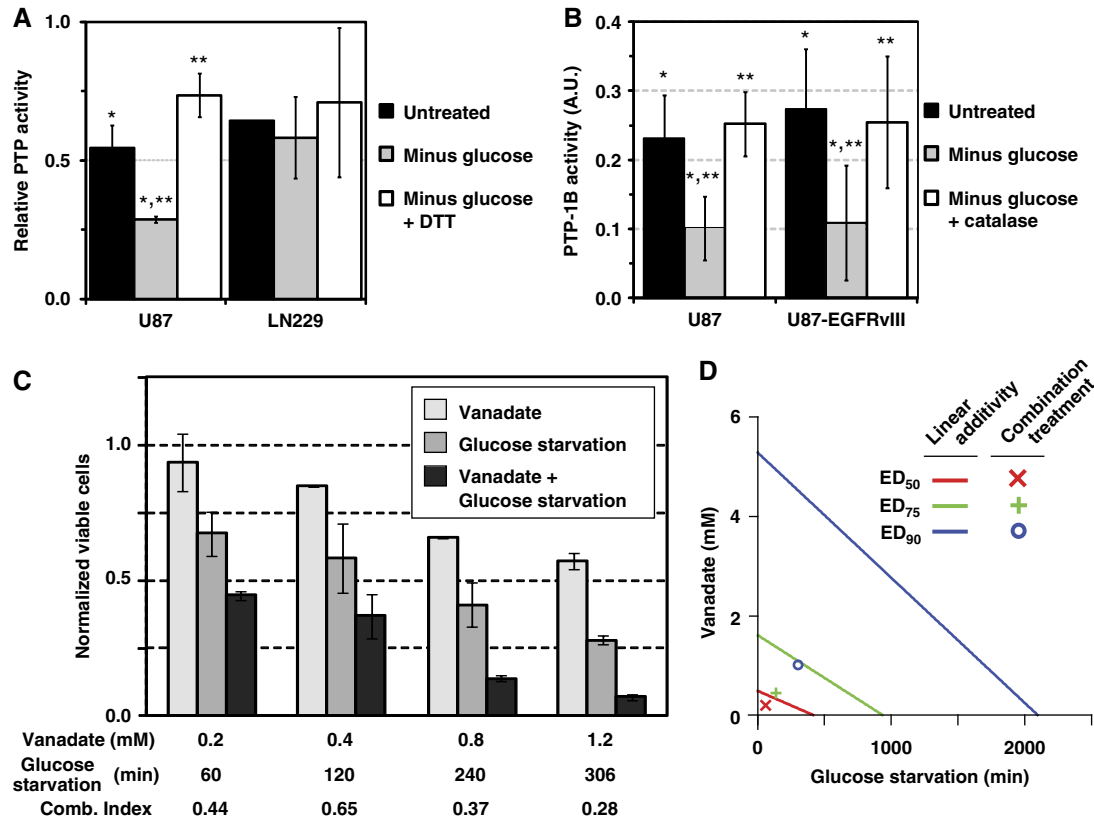 A
Relative PTP activity
1.0
0.5
0.0
*
*,**
**
U87
LN229
Untreated
Minus glucose
Minus glucose
+ DTT
B
PTP-1B activity (A.U.)
0.4
0.3
0.2
0.1
0.0
*
*,**
**
*
*,**
**
U87
U87-EGFRvIII
Untreated
Minus glucose
Minus glucose
+ catalase
C
Normalized viable cells
1.0
0.5
0.0
Vanadate
Glucose starvation
Vanadate +
Glucose starvation
Vanadate (mM) 0.2 0.4 0.8 1.2
Glucose starvation (min) 60 120 240 306
Comb. Index 0.44 0.65 0.37 0.28
D
Vanadate (mM)
6
4
2
0
0 1000 2000
Glucose starvation (min)
Linear additivity
Combination treatment
ED50
ED75
ED90